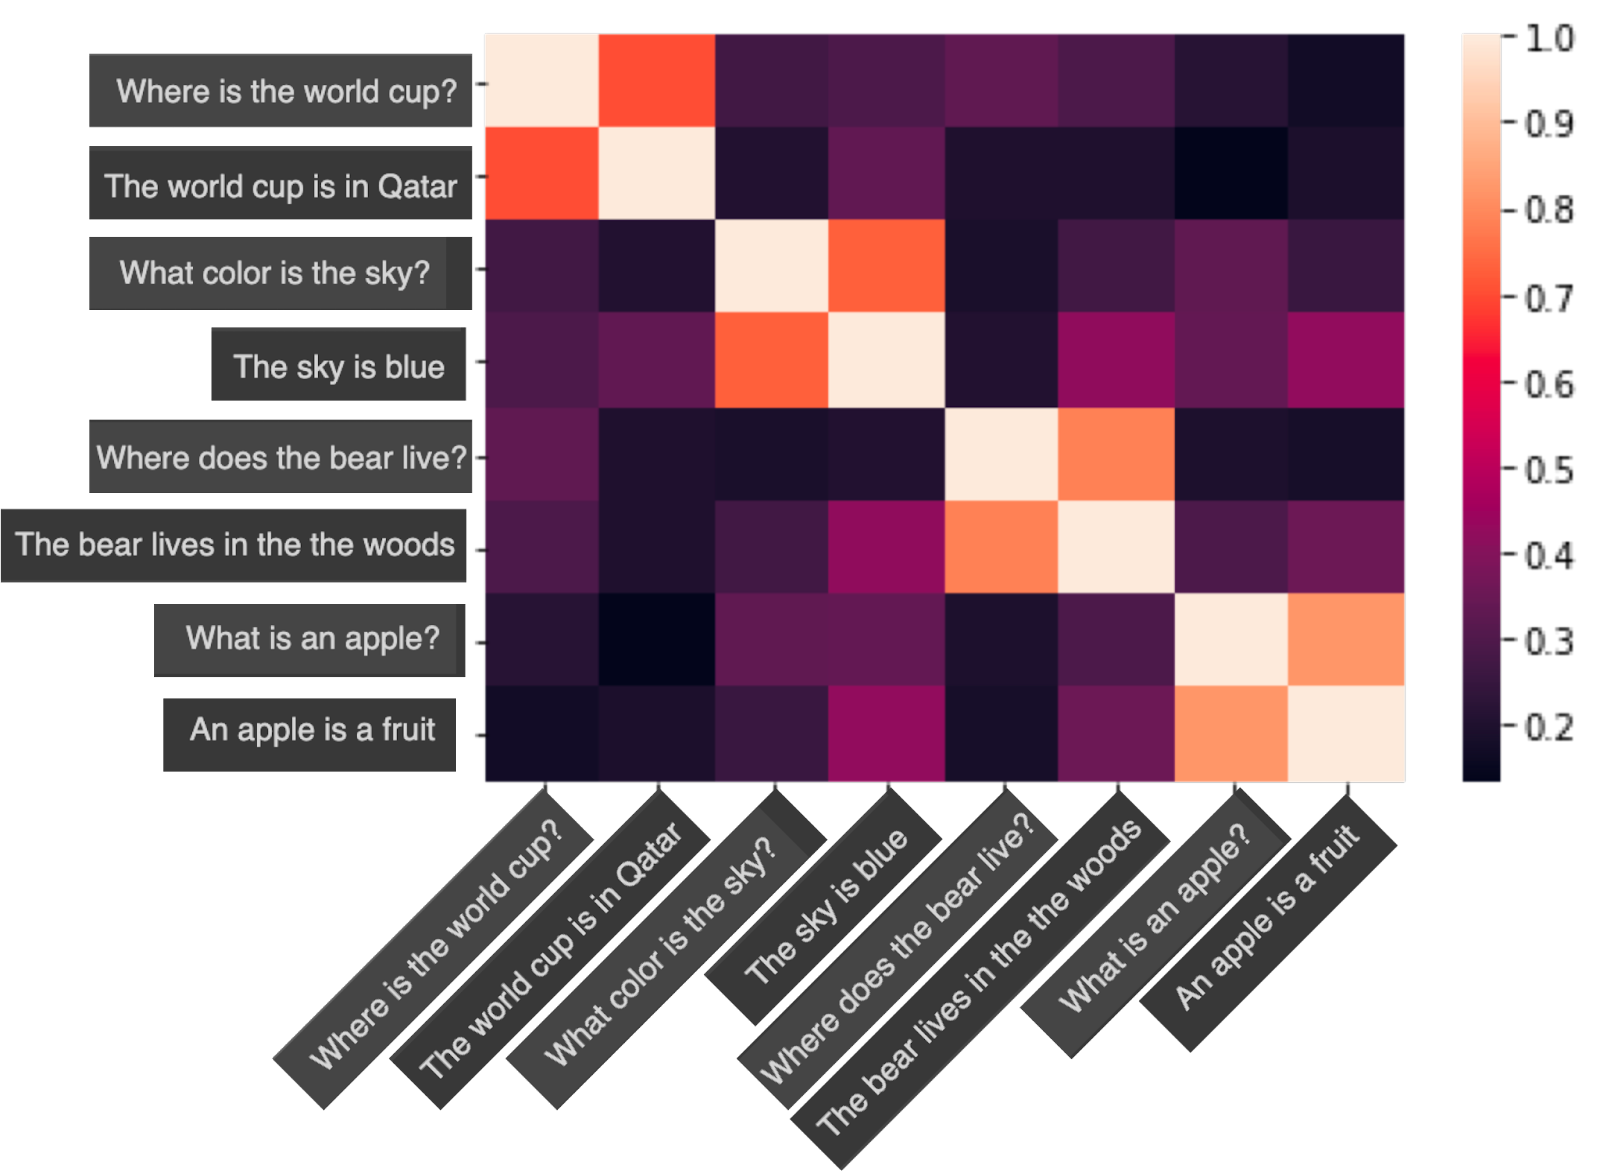 Where is the world cup?
The world cup is in Qatar
What color is the sky?
The sky is blue
Where does the bear live?
The bear lives in the the woods
What is an apple?
An apple is a fruit
1.0
0.9
0.8
0.7
0.6
0.5
0.4
0.3
0.2
Where is the world cup?
The world cup is in Qatar
What color is the sky?
The sky is blue
Where does the bear live?
The bear lives in the the woods
What is an apple?
An apple is a fruit